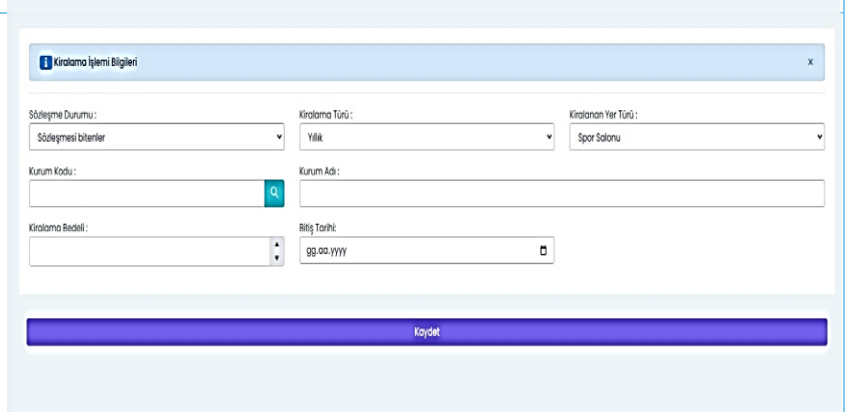 Kiralama İşlemi Bilgileri x
Sözleşme Durumu : Kiralama Türü : Kiralanan Yer Türü :
Sözleşmesi bitenler Yıllık Spor Salonu
Kurum Kodu : Kurum Adı :
Kiralama Bedeli : Bitiş Tarihi:
gg.aa.yyyy
Kaydet